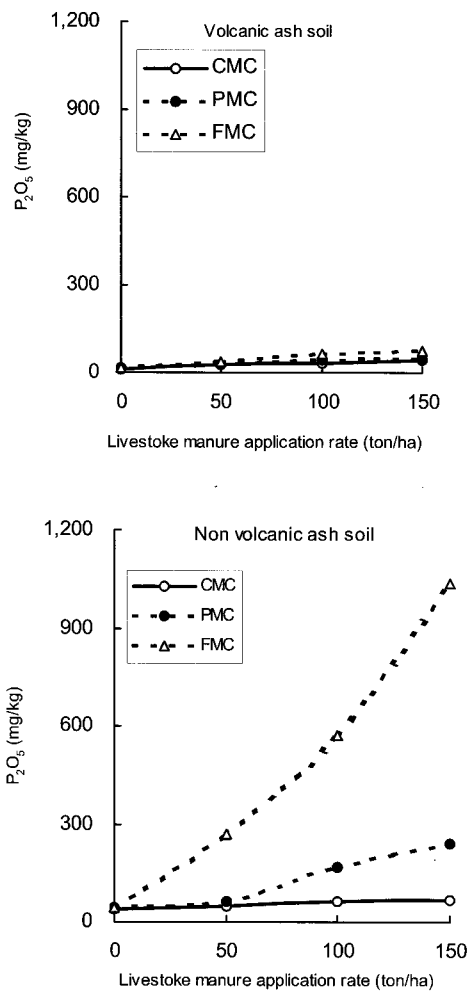 1,200
Volcanic ash soil
CMC
PMC
FMC
900
600
300
0
P2O5 (mg/kg)
0 50 100 150
Livestoke manure application rate (ton/ha)
1,200
Non volcanic ash soil
CMC
PMC
FMC
900
600
300
0
P2O5 (mg/kg)
0 50 100 150
Livestoke manure application rate (ton/ha)